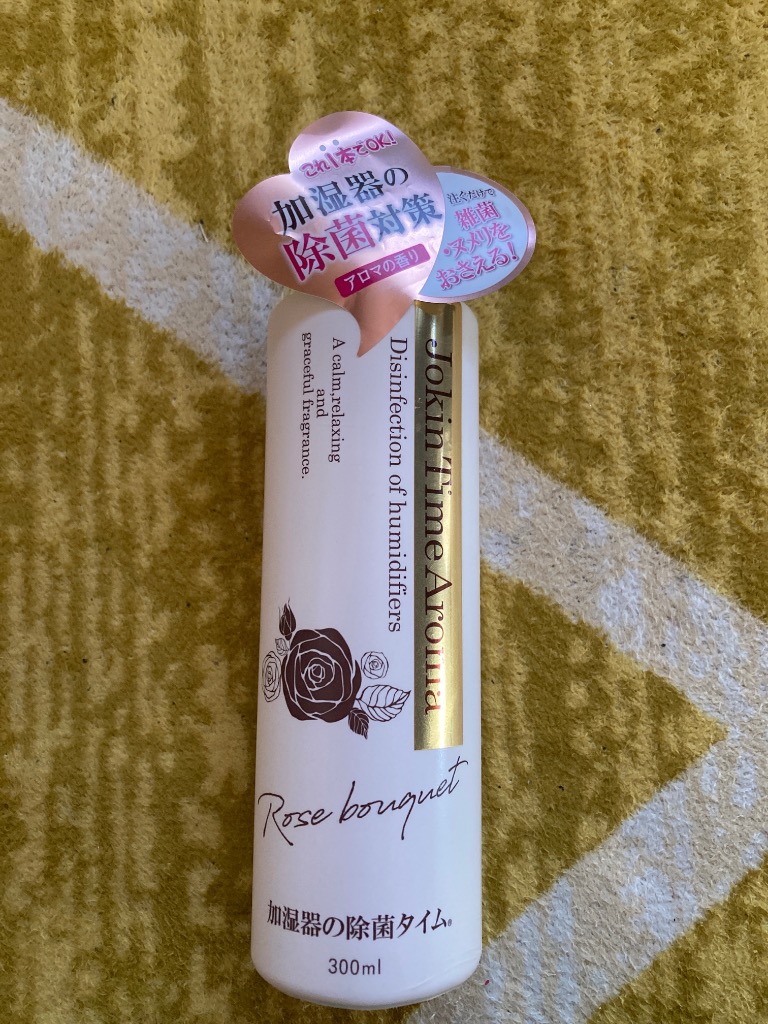 これ1本でOK!
加湿器の
除菌対策
アロマの香り
注ぐだけで
雑菌
・ヌメリを
おさえる!
Jokin Time Aroma
Disinfection of humidifiers
A calm,relaxing
and
graceful fragrance.
Rose bouquet
加湿器の除菌タイム®
300ml